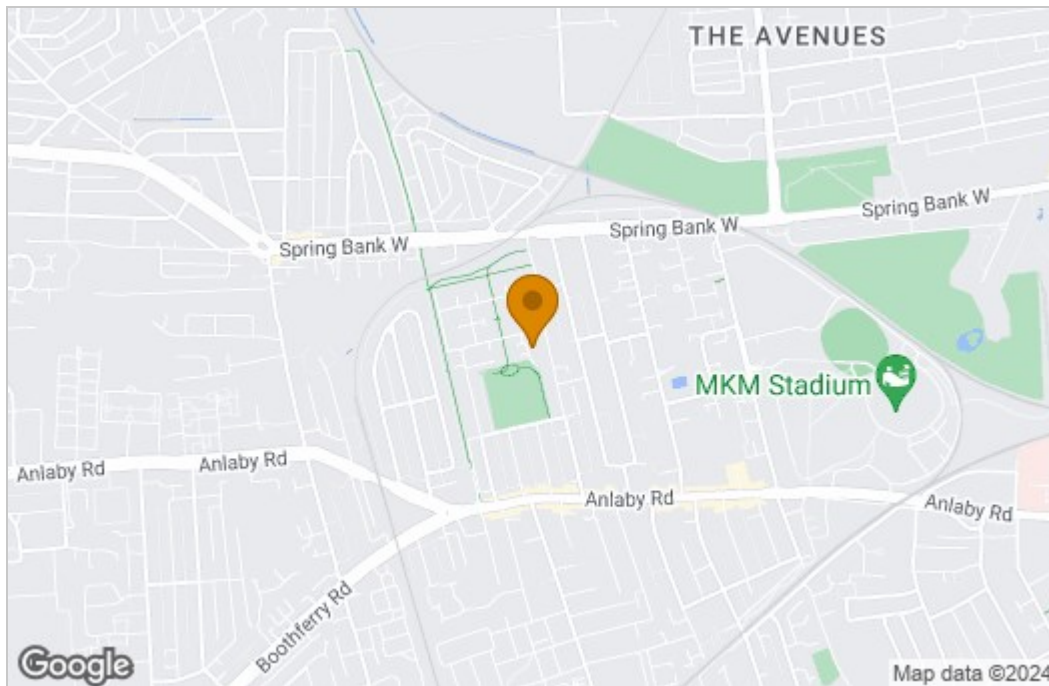 THE AVENUES
Spring Bank W
Spring Bank W
Spring Bank W
MKM Stadium
Anlaby Rd
Anlaby Rd
Anlaby Rd
Anlaby Rd
Boothferry Rd
Google
Map data ©2024